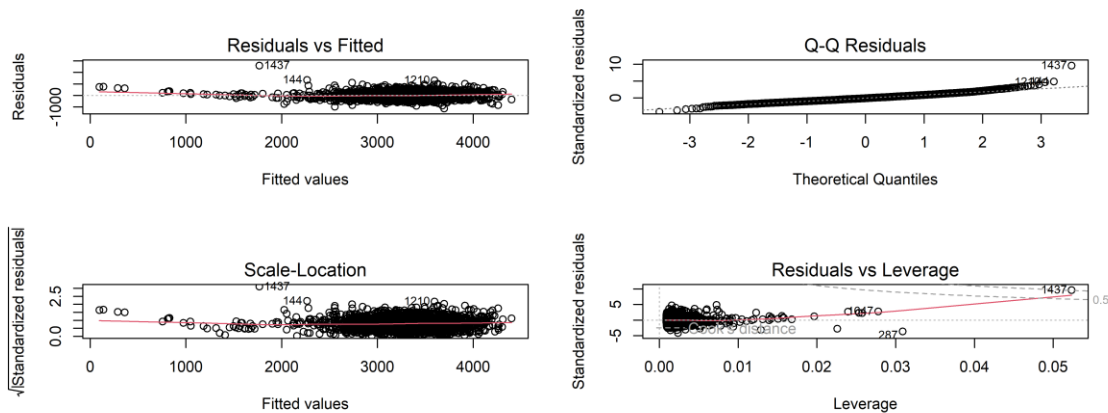 Residuals vs Fitted
Residuals
-1000
1437
144
1210
0 1000 2000 3000 4000
Fitted values
Q-Q Residuals
Standardized residuals
0 10
1437
-3 -2 -1 0 1 2 3
Theoretical Quantiles
Scale-Location
√|Standardized residuals|
0.0 1.5 2.5
1437
144
1210
0 1000 2000 3000 4000
Fitted values
Residuals vs Leverage
Standardized residuals
-5 5
1437
1647
287
0.5
distance
0.00 0.01 0.02 0.03 0.04 0.05
Leverage